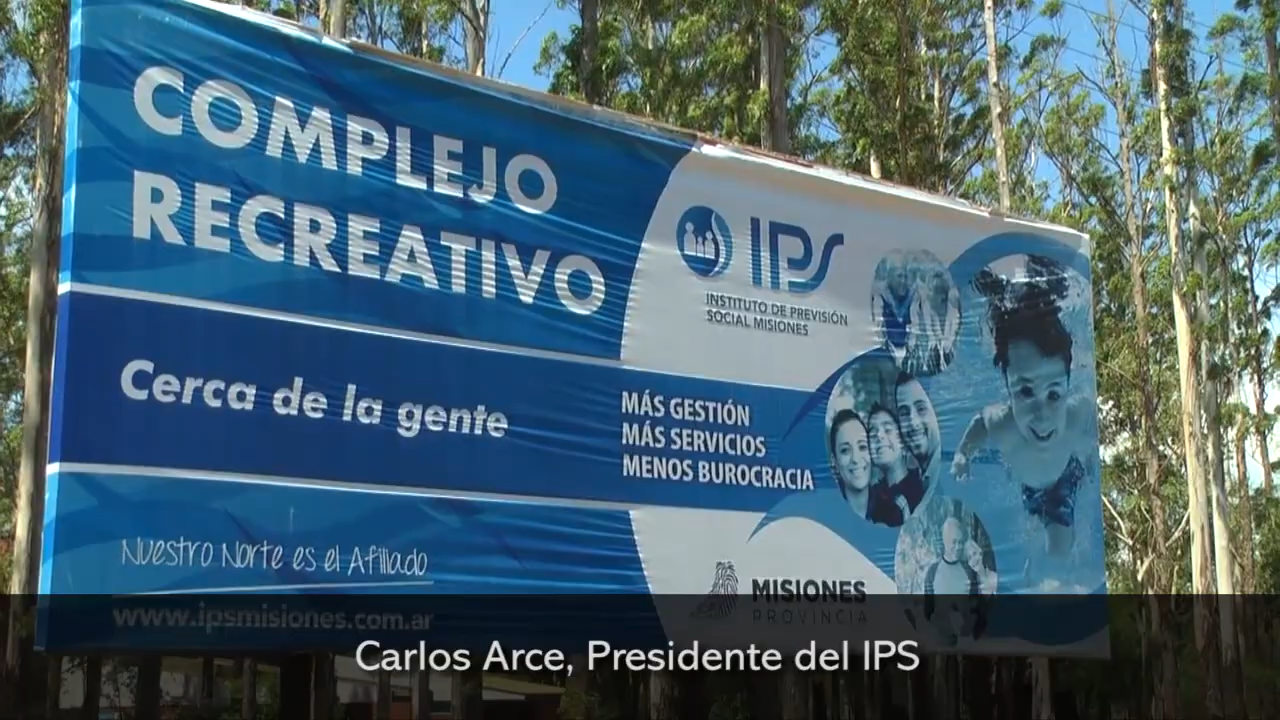 COMPLEJO
RECREATIVO
IPS
INSTITUTO DE PREVISIÓN
SOCIAL MISIONES
Cerca de la gente
MÁS GESTIÓN
MÁS SERVICIOS
MENOS BUROCRACIA
Nuestro Norte es el Afiliado
www.ipsmisiones.com.ar
MISIONES
PROVINCIA
Carlos Arce, Presidente del IPS